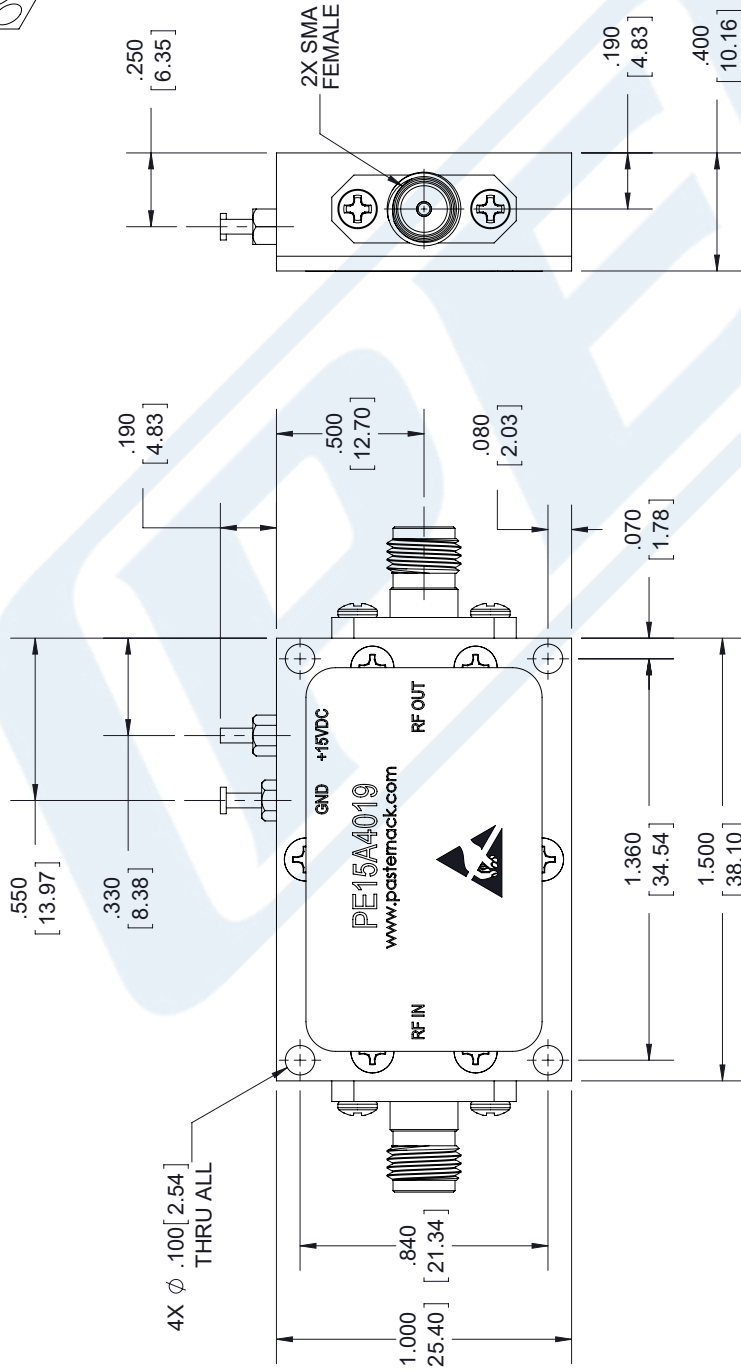 .250
[ 6.35 ]
2X SMA
FEMALE
.190
[ 4.83 ]
.400
[ 10.16 ]
.190
[ 4.83 ]
.500
[ 12.70 ]
.080
[ 2.03 ]
.070
[ 1.78 ]
.550
[ 13.97 ]
.330
[ 8.38 ]
GND +15VDC
PE15A4019
www.pasternack.com
RF IN
RF OUT
1.360
[ 34.54 ]
1.500
[ 38.10 ]
4X ϕ .100 [ 2.54 ]
THRU ALL
.840
[ 21.34 ]
1.000
25.40 ]